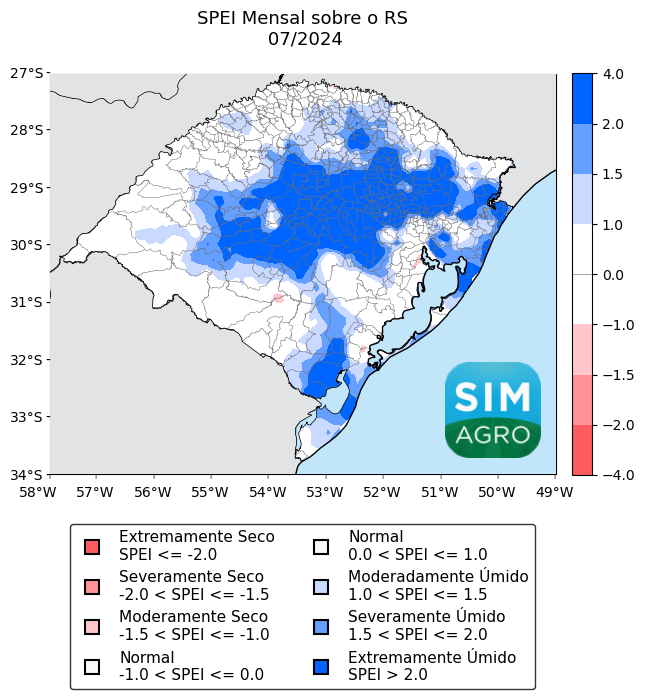 SPEI Mensal sobre o RS
07/2024
27°S
28°S
29°S
30°S
31°S
32°S
33°S
34°S
58°W 57°W 56°W 55°W 54°W 53°W 52°W 51°W 50°W 49°W
4.0
2.0
1.5
1.0
0.0
−1.0
−1.5
−2.0
−4.0
SIM
AGRO
Extremamente Seco
SPEI <= -2.0
Severamente Seco
-2.0 < SPEI <= -1.5
Moderamente Seco
-1.5 < SPEI <= -1.0
Normal
-1.0 < SPEI <= 0.0
Normal
0.0 < SPEI <= 1.0
Moderadamente Úmido
1.0 < SPEI <= 1.5
Severamente Úmido
1.5 < SPEI <= 2.0
Extremamente Úmido
SPEI > 2.0